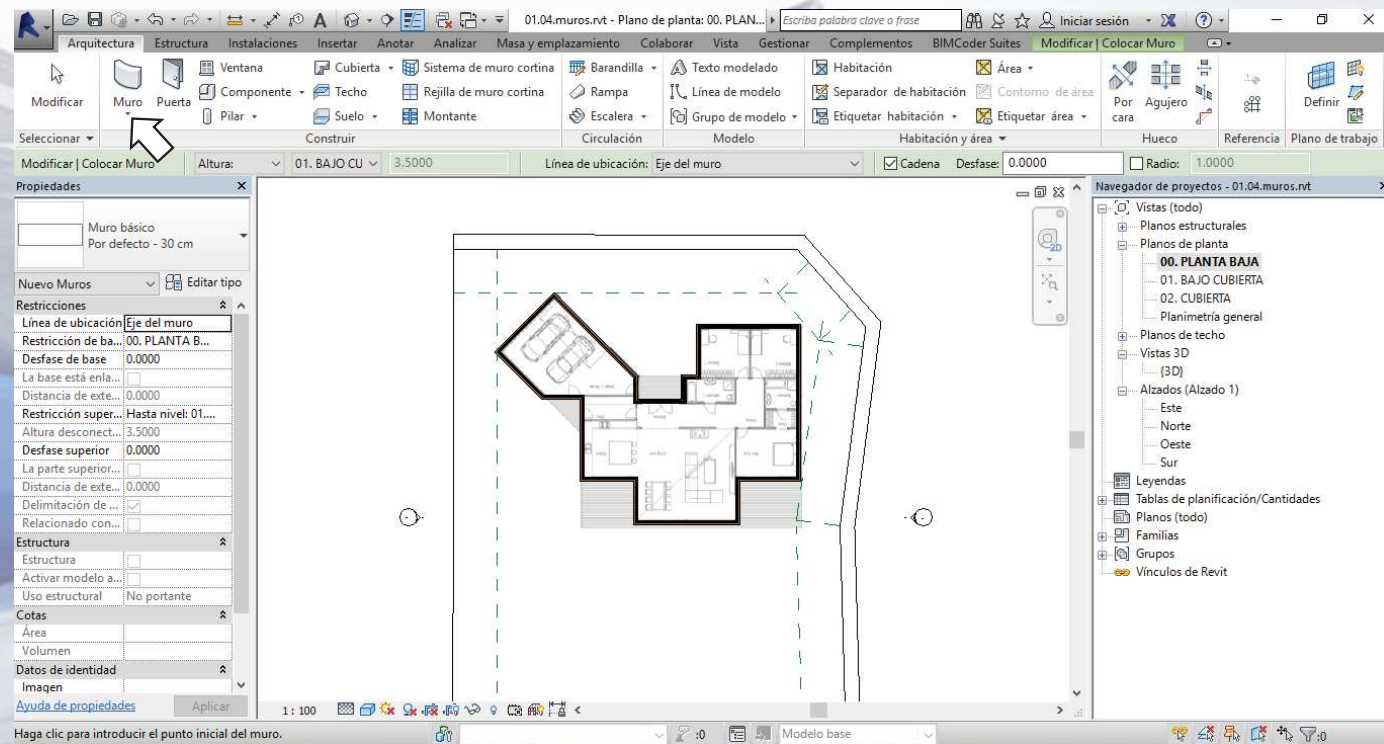 01.04.muros.rvt - Plano de planta: 00. PLAN...
Escriba palabra clave o frase
Iniciar sesión
Arquitectura Estructura Instalaciones Insertar Anotar Analizar Masa y emplazamiento Colaborar Vista Gestionar Complementos BIMCoder Suites Modificar | Colocar Muro
Modificar
Muro
Puerta
Ventana
Componente
Pilar
Cubierta
Techo
Suelo
Sistema de muro cortina
Rejilla de muro cortina
Montante
Barandilla
Rampa
Escalera
Texto modelado
Línea de modelo
Grupo de modelo
Habitación
Separador de habitación
Etiquetar habitación
Área
Contorno de área
Etiquetar área
Por cara
Agujero
Definir
Seleccionar Construir Circulación Modelo Habitación y área Hueco Referencia Plano de trabajo
Modificar | Colocar Muro Altura: 01. BAJO CU 3.5000 Línea de ubicación: Eje del muro Cadena Desfase: 0.0000 Radio: 1.0000
Propiedades
Muro básico
Por defecto - 30 cm
Nuevo Muros Editar tipo
Restricciones
Línea de ubicación Eje del muro
Restricción de ba... 00. PLANTA B...
Desfase de base 0.0000
La base está enla...
Distancia de exte... 0.0000
Restricción super... Hasta nivel: 01....
Altura desconect... 3.5000
Desfase superior 0.0000
La parte superior...
Distancia de exte... 0.0000
Delimitación de ...
Relacionado con...
Estructura
Estructura
Activar modelo a...
Uso estructural No portante
Cotas
Área
Volumen
Datos de identidad
Imagen
Ayuda de propiedades Aplicar
2D
1 : 100
Navegador de proyectos - 01.04.muros.rvt
Vistas (todo)
Planos estructurales
Planos de planta
00. PLANTA BAJA
01. BAJO CUBIERTA
02. CUBIERTA
Planimetría general
Planos de techo
Vistas 3D
{3D}
Alzados (Alzado 1)
Este
Norte
Oeste
Sur
Leyendas
Tablas de planificación/Cantidades
Planos (todo)
Familias
Grupos
Vínculos de Revit
Haga clic para introducir el punto inicial del muro. :0 Modelo base :0